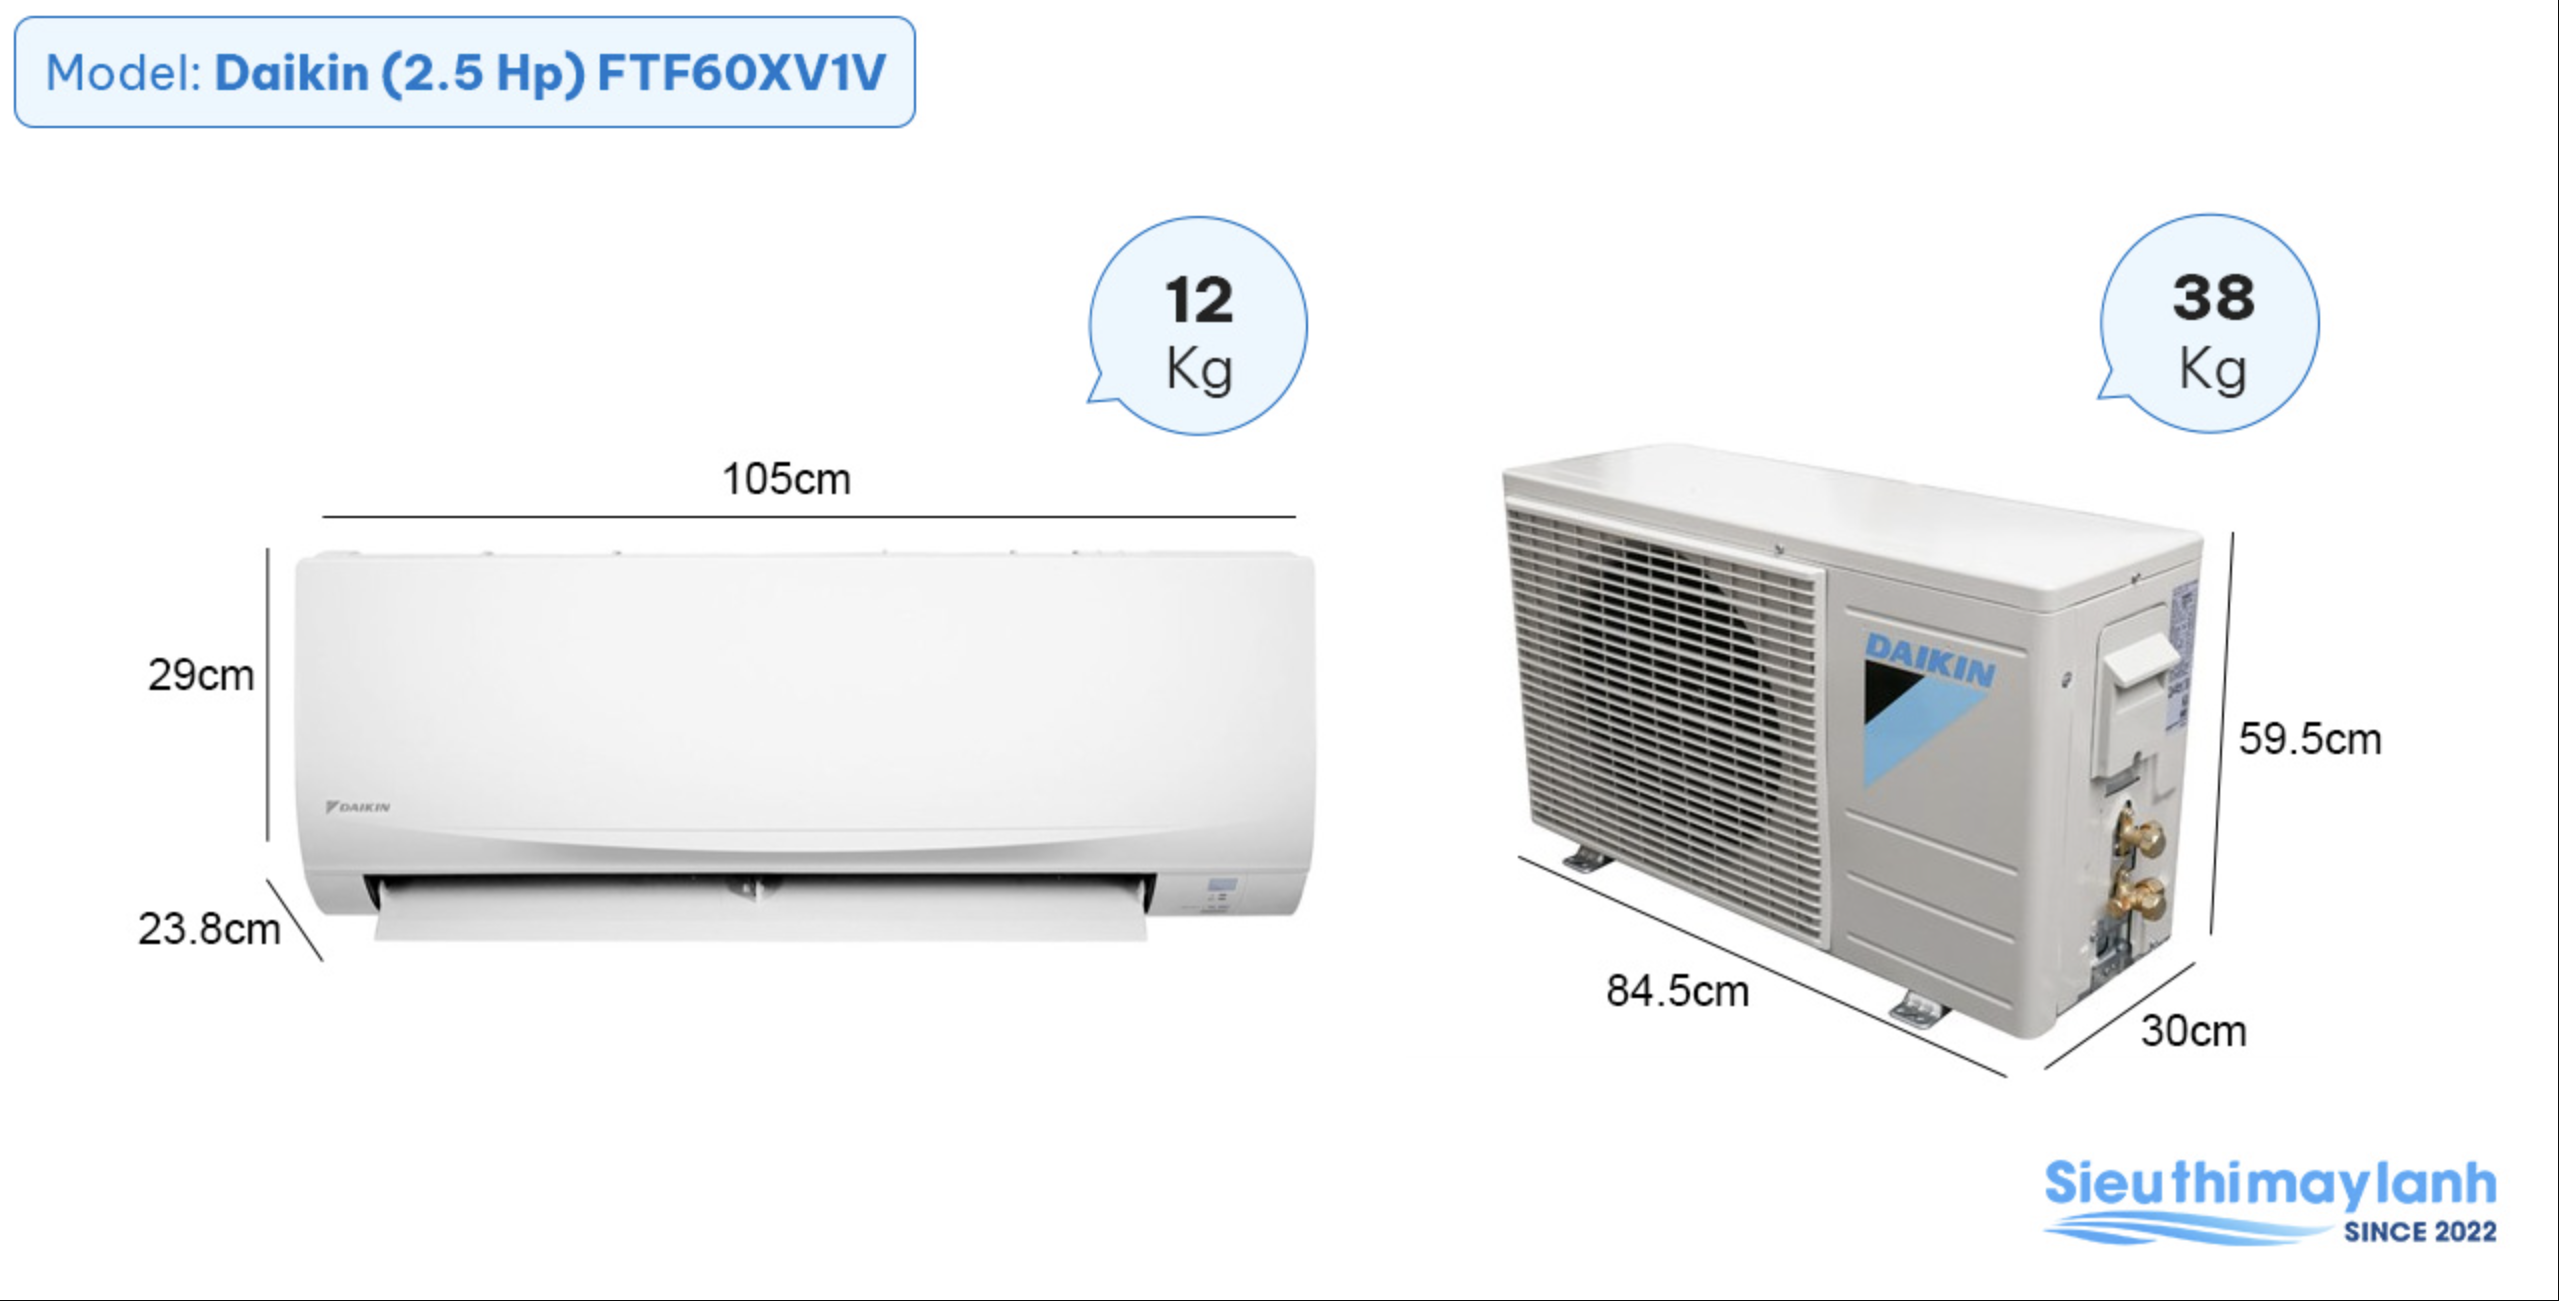 Model: Daikin (2.5 Hp) FTF60XV1V
12
Kg
38
Kg
105cm
29cm
DAIKIN
23.8cm
DAIKIN
59.5cm
84.5cm
30cm
Sieuthimaylanh
SINCE 2022